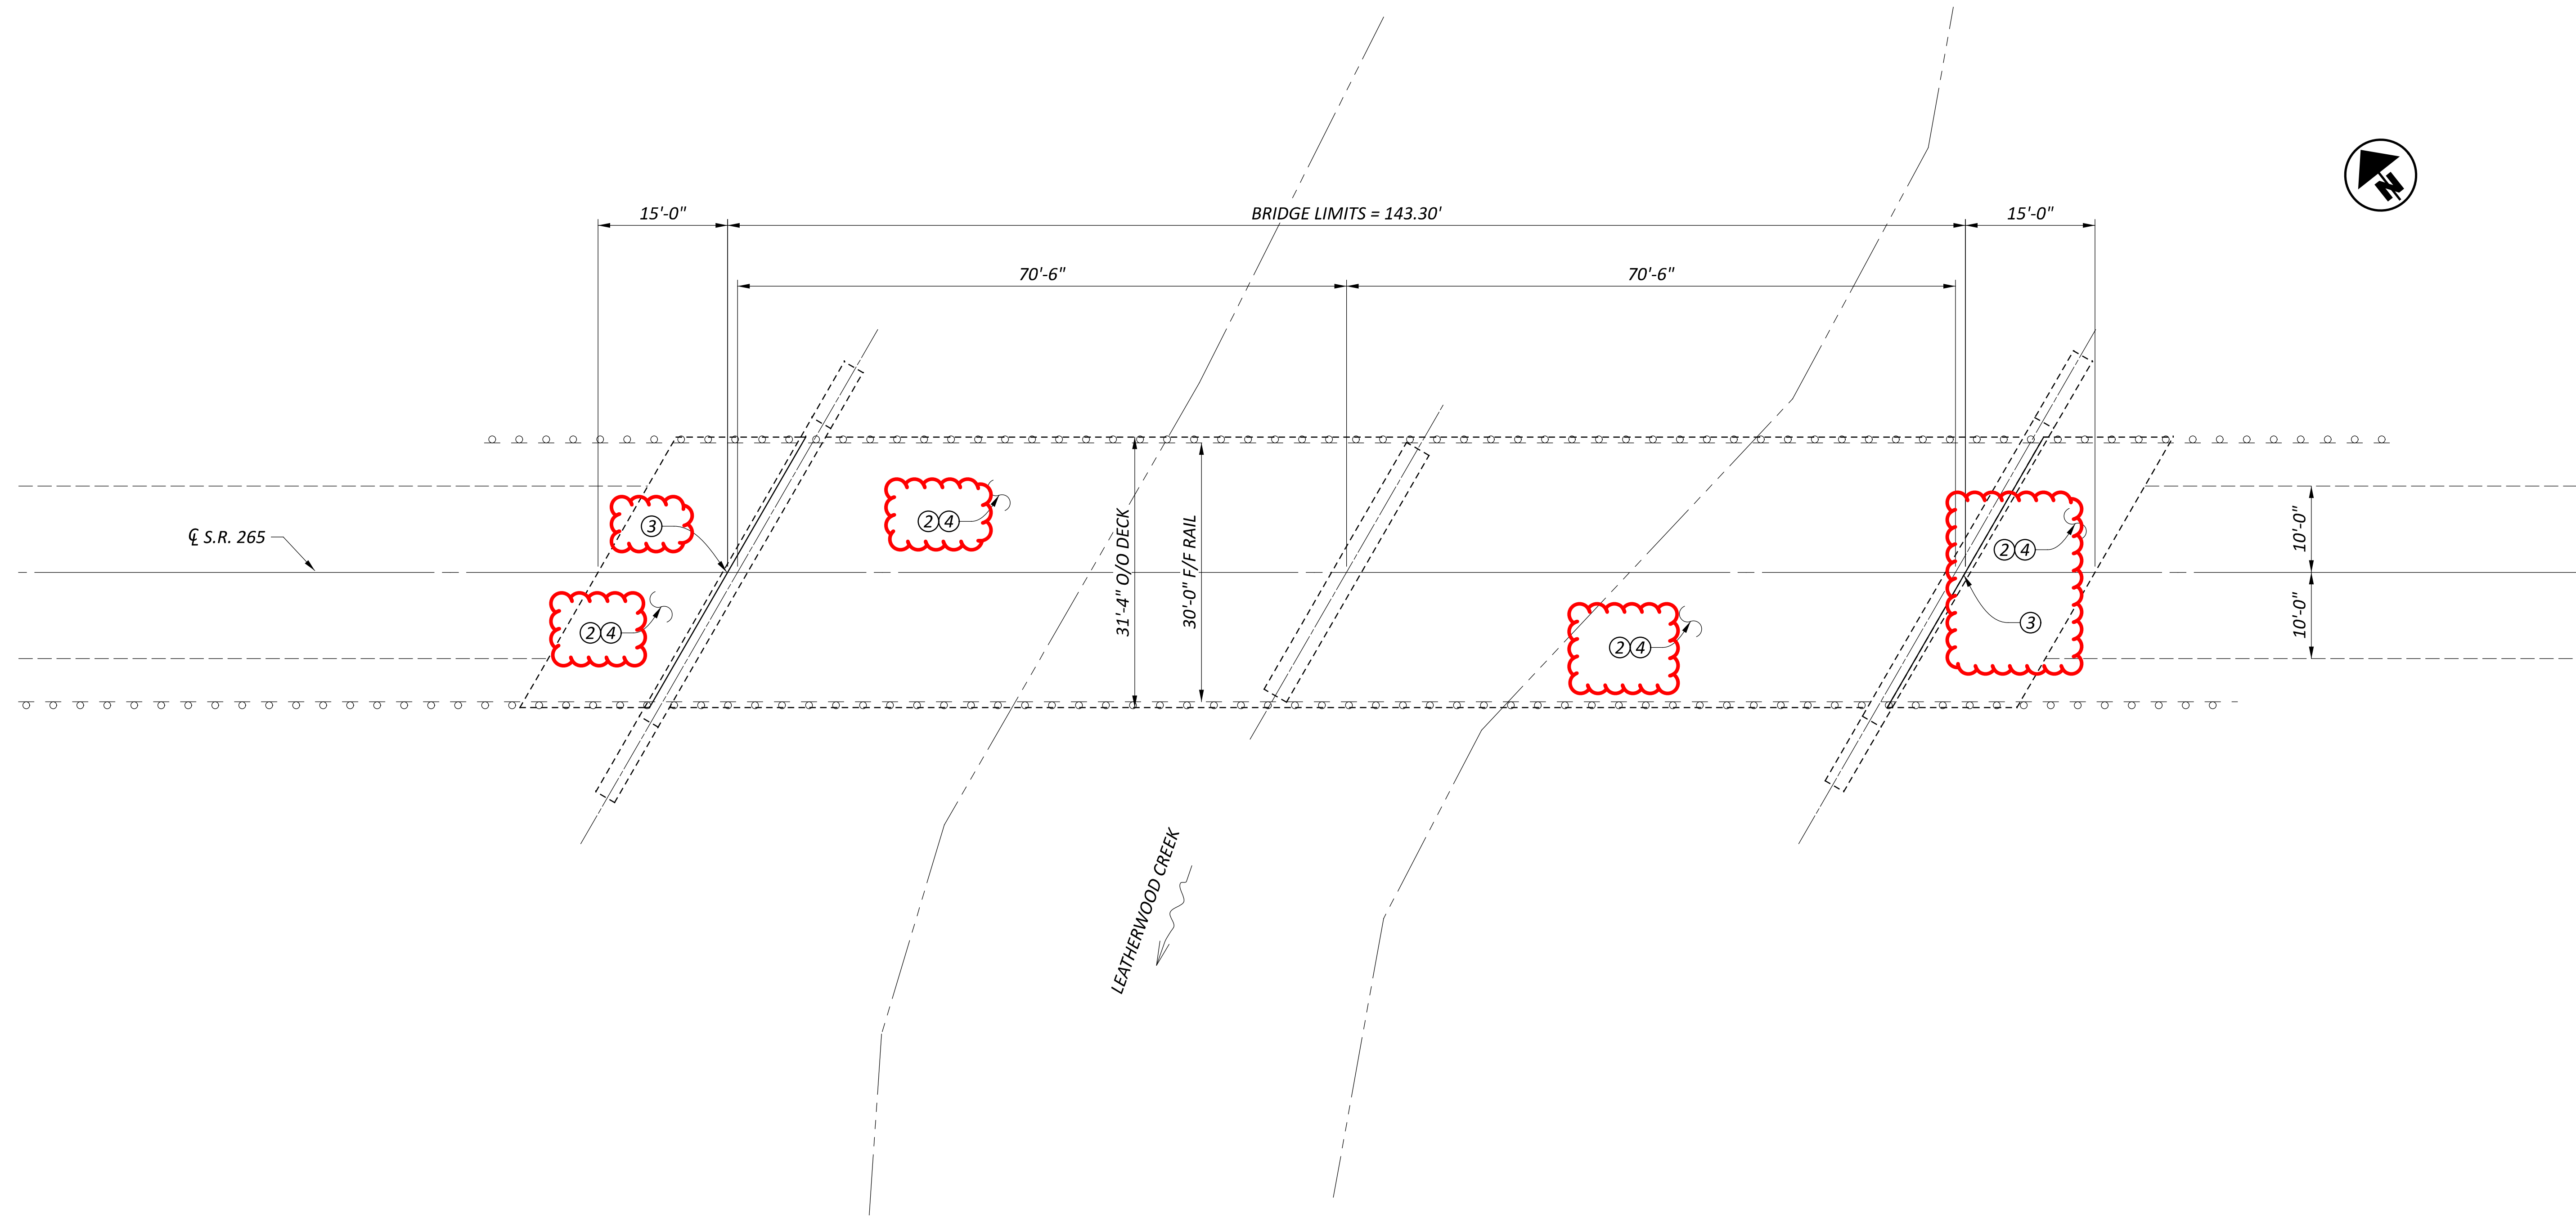 N
15'-0"
BRIDGE LIMITS = 143.30'
15'-0"
70'-6"
70'-6"
3
2 4
℄ S.R. 265
31'-4" O/O DECK
30'-0" F/F RAIL
2 4
10'-0"
2 4
2 4
3
10'-0"
LEATHERWOOD CREEK